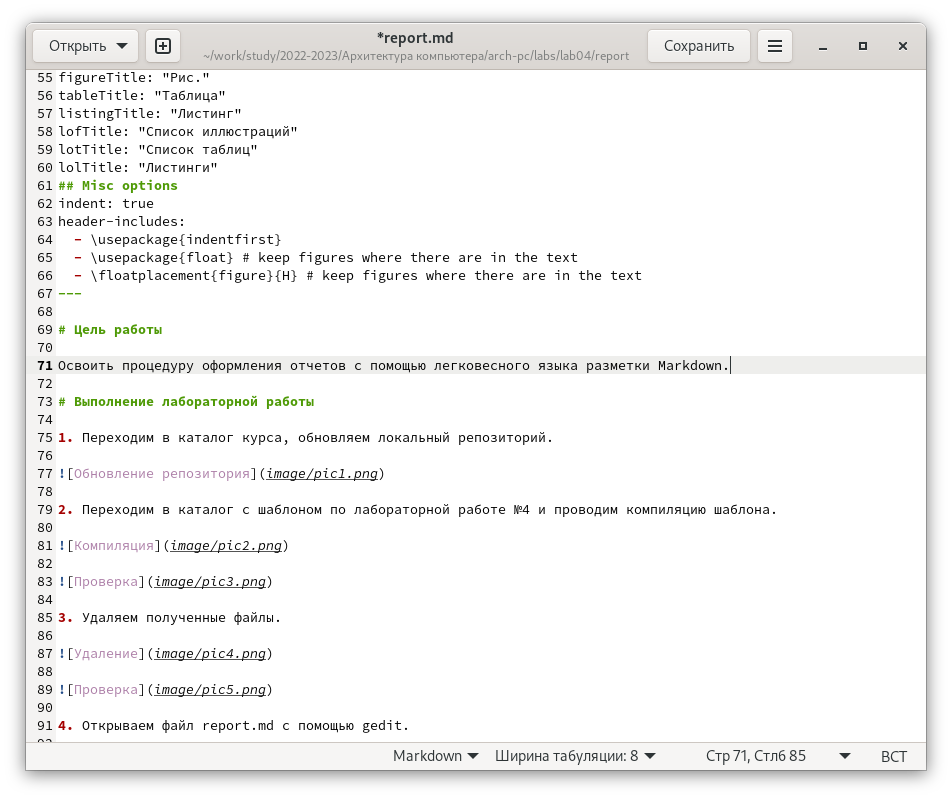 Открыть
*report.md
~/work/study/2022-2023/Архитектура компьютера/arch-pc/labs/lab04/report
Сохранить
55 figureTitle: "Рис."
56 tableTitle: "Таблица"
57 listingTitle: "Листинг"
58 lofTitle: "Список иллюстраций"
59 lotTitle: "Список таблиц"
60 lolTitle: "Листинги"
61 ## Misc options
62 indent: true
63 header-includes:
64   - \usepackage{indentfirst}
65   - \usepackage{float} # keep figures where there are in the text
66   - \floatplacement{figure}{H} # keep figures where there are in the text
67 ---
68
69 # Цель работы
70
71 Освоить процедуру оформления отчетов с помощью легковесного языка разметки Markdown.
72
73 # Выполнение лабораторной работы
74
75 1. Переходим в каталог курса, обновляем локальный репозиторий.
76
77 ![Обновление репозитория](image/pic1.png)
78
79 2. Переходим в каталог с шаблоном по лабораторной работе №4 и проводим компиляцию шаблона.
80
81 ![Компиляция](image/pic2.png)
82
83 ![Проверка](image/pic3.png)
84
85 3. Удаляем полученные файлы.
86
87 ![Удаление](image/pic4.png)
88
89 ![Проверка](image/pic5.png)
90
91 4. Открываем файл report.md с помощью gedit.
Markdown Ширина табуляции: 8 Стр 71, Стлб 85 ВСТ